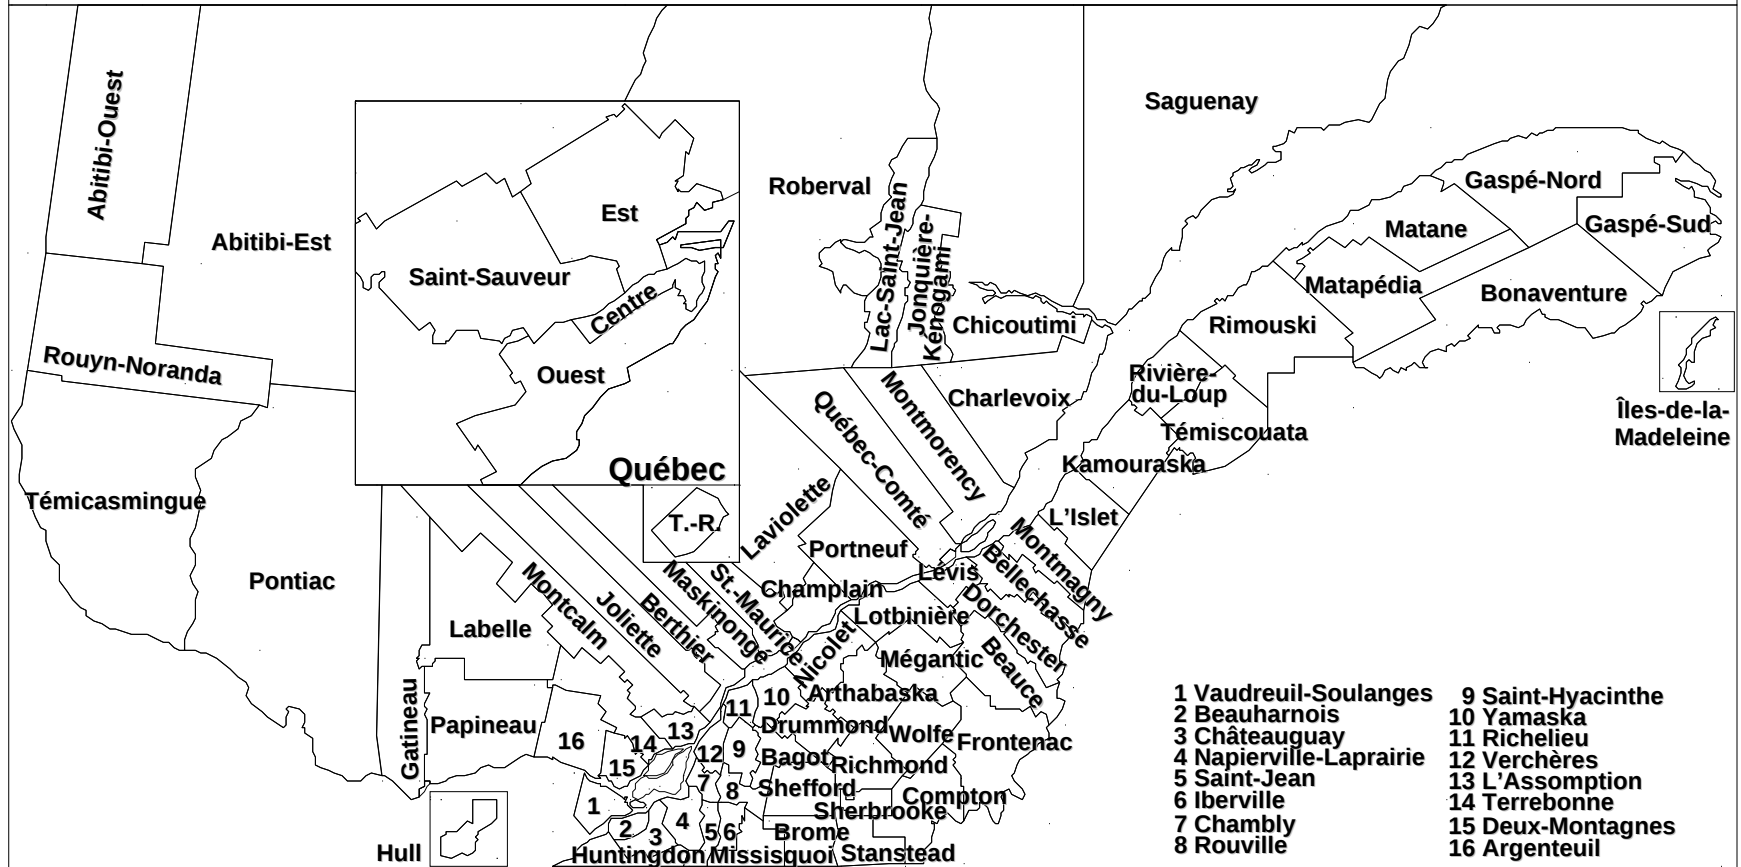 Abitibi-Ouest
Abitibi-Est
Rouyn-Noranda
Témicasmingue
Pontiac
Saint-Sauveur
Est
Centre
Ouest
Québec
T.-R.
Roberval
Lac-Saint-Jean
Jonquière-
Kénogami
Chicoutimi
Saguenay
Charlevoix
Montmorency
Québec-Comté
Laviolette
Portneuf
Champlain
St.-Maurice
Maskinongé
Berthier
Joliette
Montcalm
Labelle
Gatineau
Papineau
Hull
Gaspé-Nord
Gaspé-Sud
Matane
Matapédia
Bonaventure
Rimouski
Îles-de-la-
Madeleine
Rivière-
du-Loup
Témiscouata
Kamouraska
L’Islet
Montmagny
Bellechasse
Lévis
Dorchester
Beauce
Lotbinière
Nicolet
Mégantic
Arthabaska
Drummond
Wolfe
Frontenac
Bagot
Richmond
Shefford
Compton
Sherbrooke
Brome
Stanstead
Huntingdon
Missisquoi
10
11
13
12
9
16
14
15
7
8
1
2
3
4
5
6
1 Vaudreuil-Soulanges
2 Beauharnois
3 Châteauguay
4 Napierville-Laprairie
5 Saint-Jean
6 Iberville
7 Chambly
8 Rouville
9 Saint-Hyacinthe
10 Yamaska
11 Richelieu
12 Verchères
13 L’Assomption
14 Terrebonne
15 Deux-Montagnes
16 Argenteuil